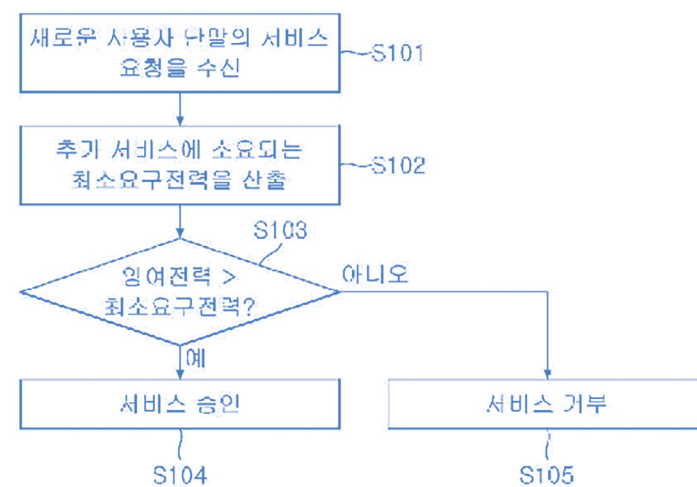 새로운 사용자 단말의 서비스
요청을 수신
S101
추가 서비스에 소요되는
최소요구전력을 산출
S102
S103
잉여전력 >
최소요구전력?
아니오
예
서비스 승인
서비스 거부
S104
S105